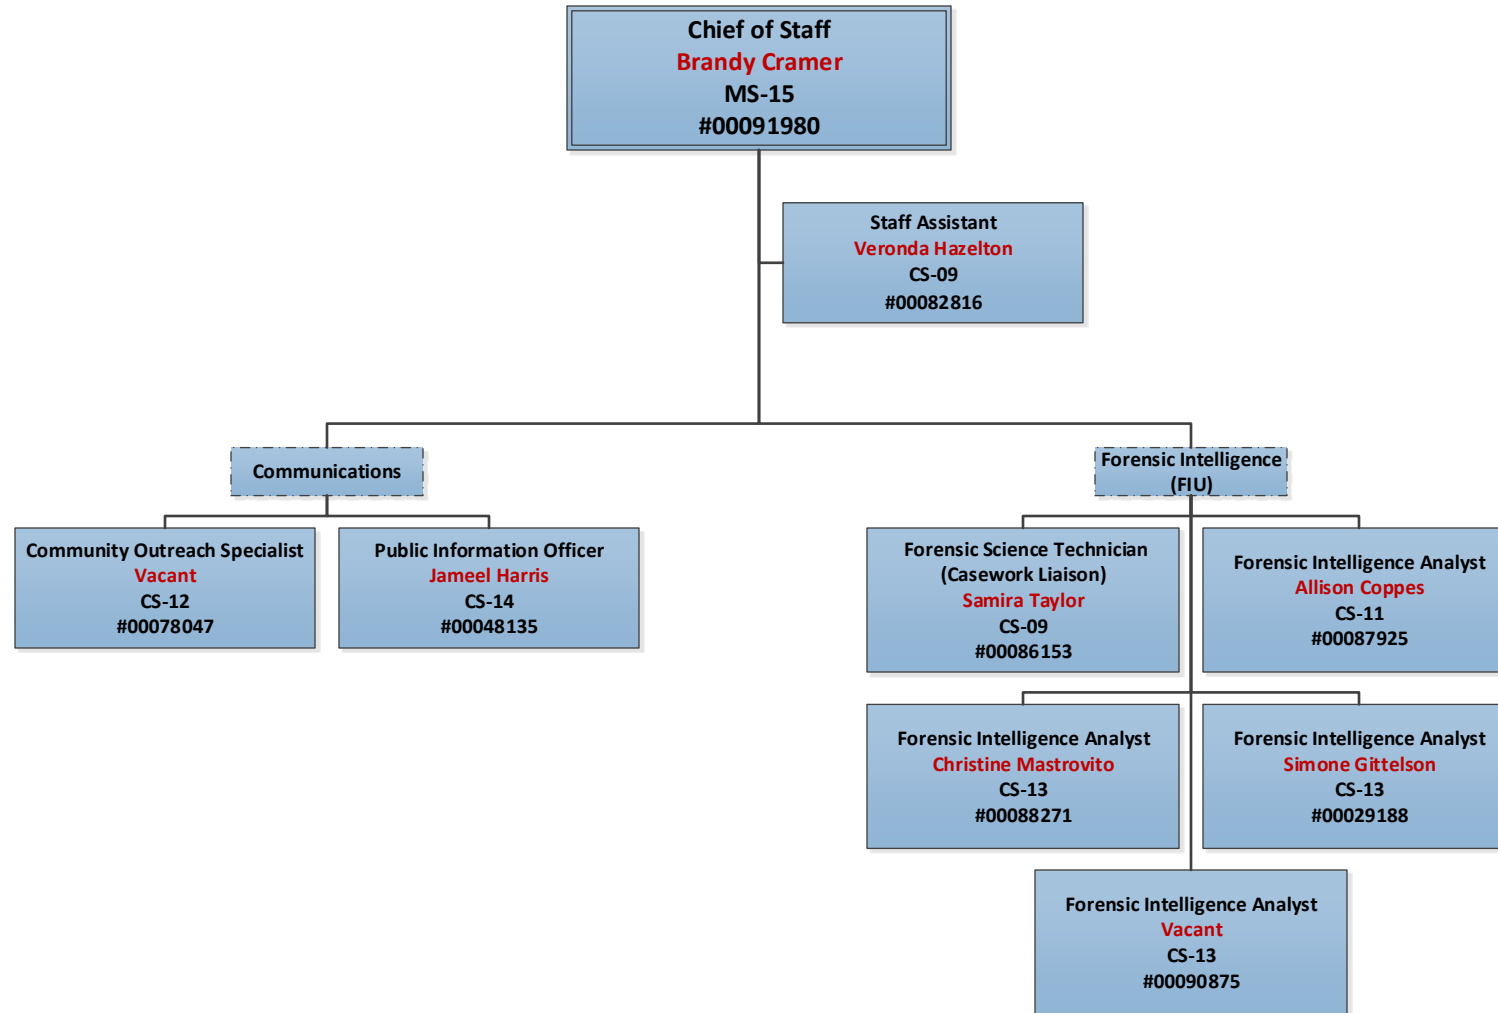 Chief of Staff
Brandy Cramer
MS-15
#00091980
Staff Assistant
Veronda Hazelton
CS-09
#00082816
Communications
Forensic Intelligence
(FIU)
Community Outreach Specialist
Vacant
CS-12
#00078047
Public Information Officer
Jameel Harris
CS-14
#00048135
Forensic Science Technician
(Casework Liaison)
Samira Taylor
CS-09
#00086153
Forensic Intelligence Analyst
Allison Coppes
CS-11
#00087925
Forensic Intelligence Analyst
Christine Mastrovito
CS-13
#00088271
Forensic Intelligence Analyst
Simone Gittelson
CS-13
#00029188
Forensic Intelligence Analyst
Vacant
CS-13
#00090875